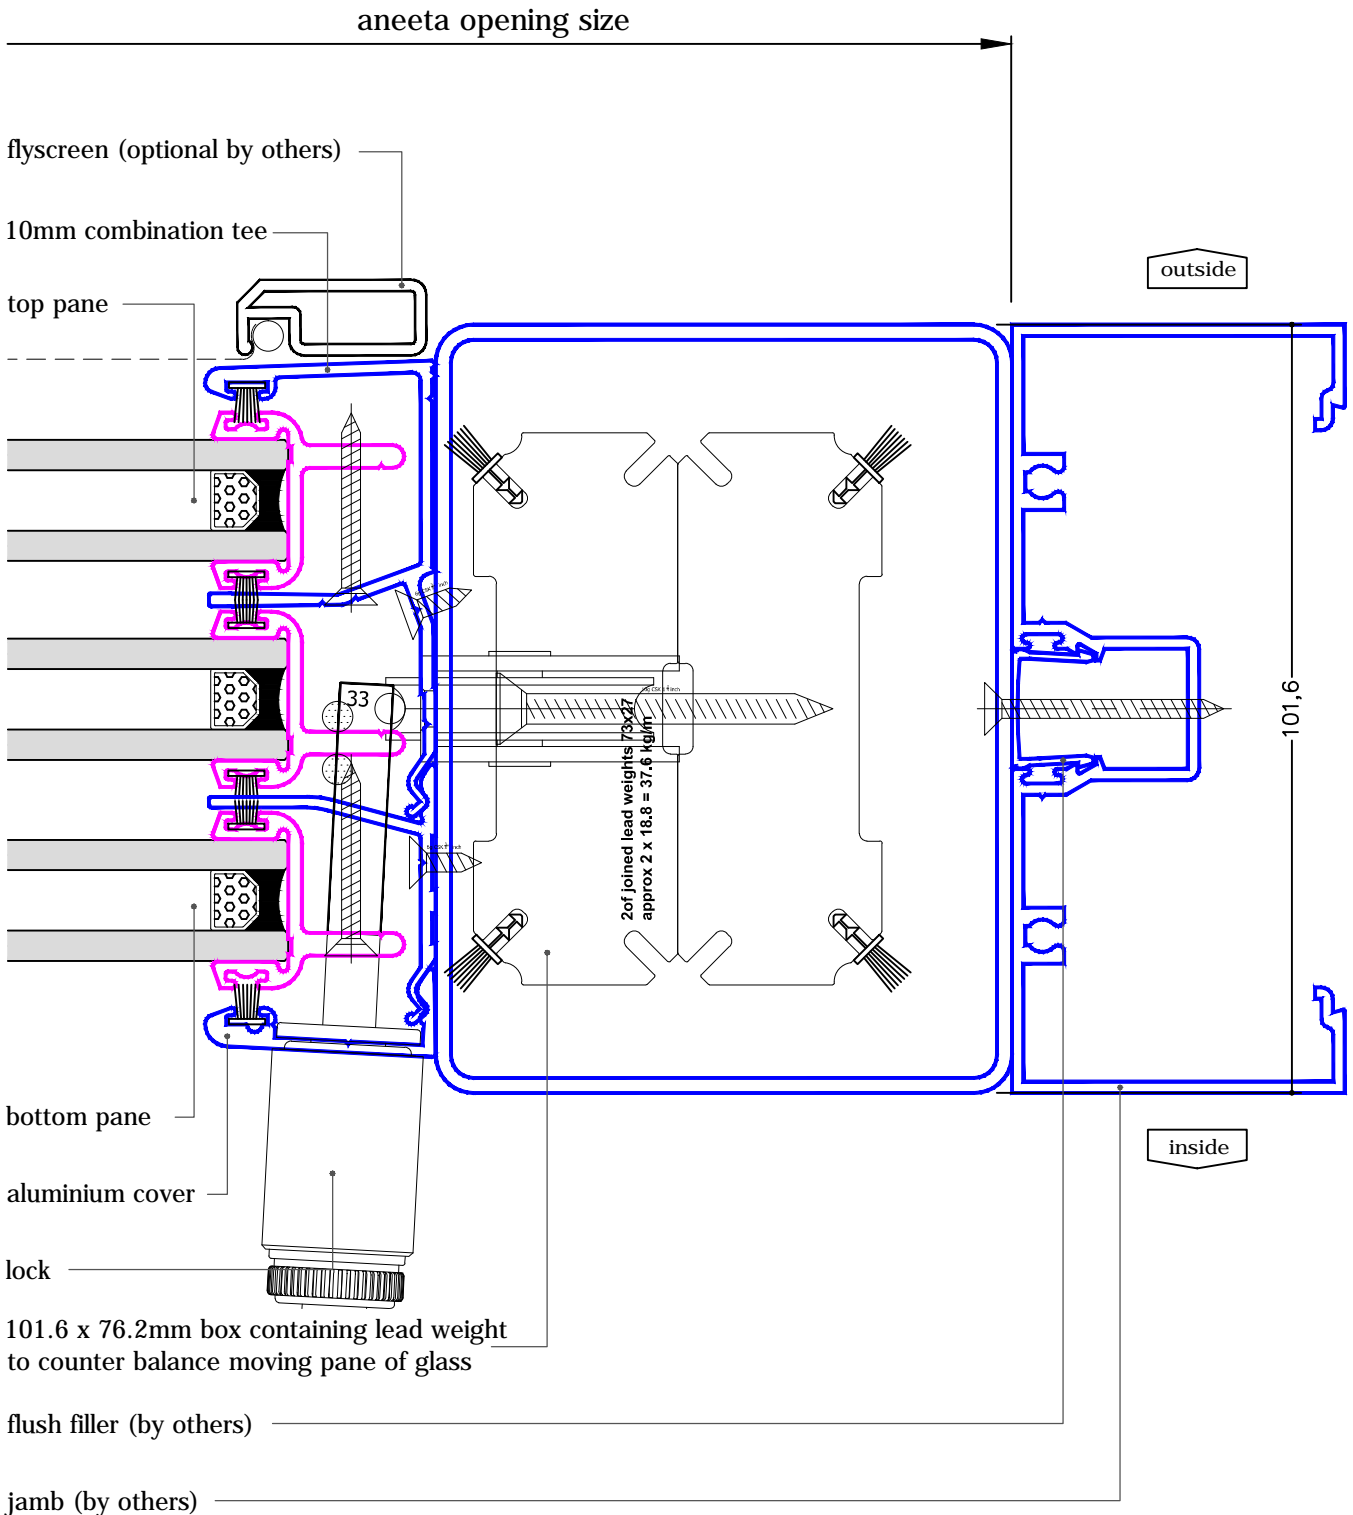 aneeta opening size
flyscreen (optional by others)
10mm combination tee
outside
top pane
33
2of joined lead weights 73x27
approx 2 x 18.8 = 37.6 kg/m
101,6
bottom pane
inside
aluminium cover
lock
101.6 x 76.2mm box containing lead weight
to counter balance moving pane of glass
flush filler (by others)
jamb (by others)